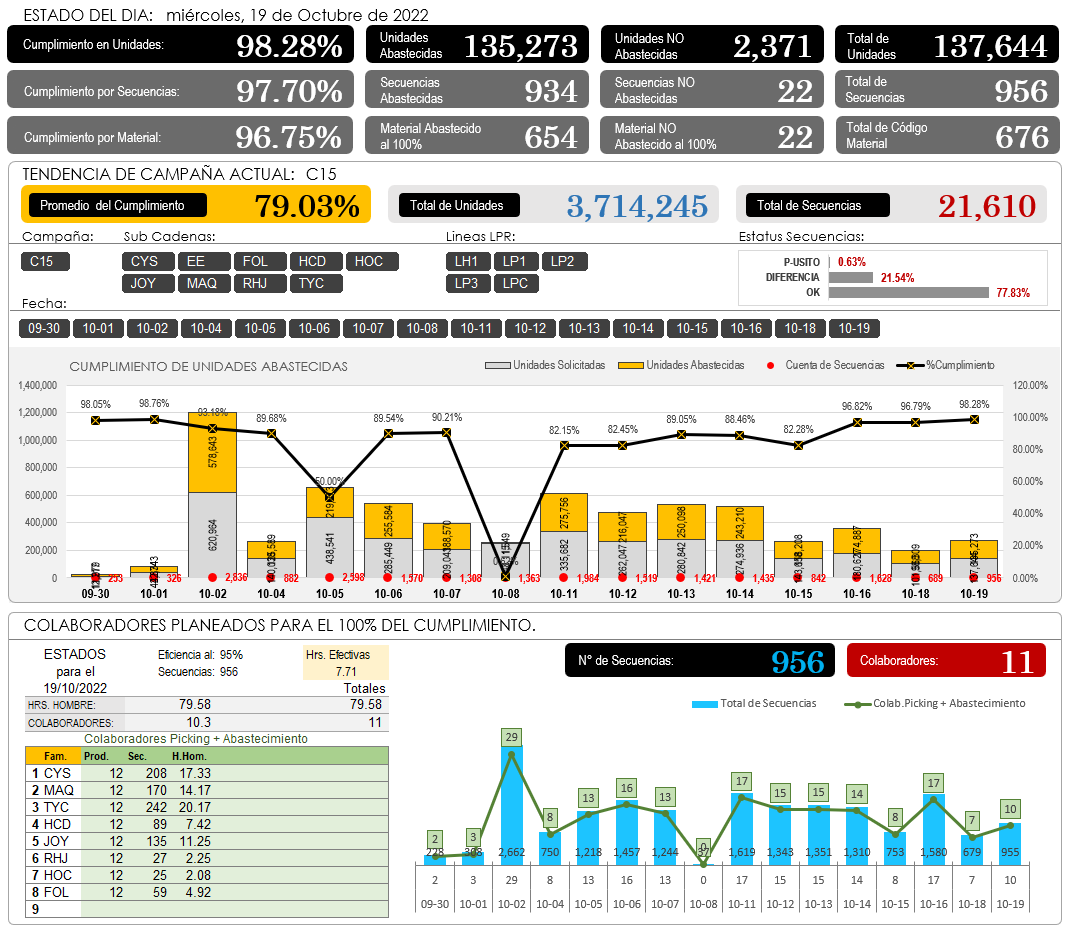 ESTADO DEL DIA: miércoles, 19 de Octubre de 2022
Cumplimiento en Unidades: 98.28%
Unidades Abastecidas 135,273
Unidades NO Abastecidas 2,371
Total de Unidades 137,644
Cumplimiento por Secuencias: 97.70%
Secuencias Abastecidas 934
Secuencias NO Abastecidas 22
Total de Secuencias 956
Cumplimiento por Material: 96.75%
Material Abastecido al 100% 654
Material NO Abastecido al 100% 22
Total de Código Material 676
TENDENCIA DE CAMPAÑA ACTUAL: C15
Promedio del Cumplimiento 79.03%
Total de Unidades 3,714,245
Total de Secuencias 21,610
Campaña: Sub Cadenas: Lineas LPR: Estatus Secuencias:
C15 CYS EE FOL HCD HOC LH1 LP1 LP2
JOY MAQ RHJ TYC LP3 LPC
P-USITO 0.63%
DIFERENCIA 21.54%
OK 77.83%
Fecha:
09-30 10-01 10-02 10-04 10-05 10-06 10-07 10-08 10-11 10-12 10-13 10-14 10-15 10-16 10-18 10-19
CUMPLIMIENTO DE UNIDADES ABASTECIDAS
Unidades Solicitadas Unidades Abastecidas Cuenta de Secuencias %Cumplimiento
1,400,000 120.00%
1,200,000 100.00%
1,000,000 80.00%
800,000 60.00%
600,000 40.00%
400,000 20.00%
200,000 0.00%
0
98.05% 98.76% 93.18% 89.68% 50.00% 89.54% 90.21% 82.15% 82.45% 89.05% 88.46% 82.28% 96.82% 96.79% 98.28%
578,643 255,584 188,570 275,756 216,047 250,098 243,210
620,964 438,541 285,449 209,043 335,682 262,047 280,842 274,938
253 326 2,836 882 2,598 1,570 1,308 1,363 1,984 1,519 1,421 1,435 842 1,628 689 956
09-30 10-01 10-02 10-04 10-05 10-06 10-07 10-08 10-11 10-12 10-13 10-14 10-15 10-16 10-18 10-19
COLABORADORES PLANEADOS PARA EL 100% DEL CUMPLIMIENTO.
ESTADOS para el 19/10/2022
Eficiencia al: 95%
Secuencias: 956
Hrs. Efectivas
7.71
Totales
HRS. HOMBRE: 79.58 79.58
COLABORADORES: 10.3 11
Colaboradores Picking + Abastecimiento
Fam. Prod. Sec. H.Hom.
1 CYS 12 208 17.33
2 MAQ 12 170 14.17
3 TYC 12 242 20.17
4 HCD 12 89 7.42
5 JOY 12 135 11.25
6 RHJ 12 27 2.25
7 HOC 12 25 2.08
8 FOL 12 59 4.92
9
N° de Secuencias: 956
Colaboradores: 11
Total de Secuencias Colab.Picking + Abastecimiento
2 3 29 8 13 16 13 0 17 15 15 14 8 17 7 10
228 308 2,662 750 1,218 1,457 1,244 37 1,619 1,343 1,351 1,310 753 1,580 679 955
2 3 29 8 13 16 13 0 17 15 15 14 8 17 7 10
09-30 10-01 10-02 10-04 10-05 10-06 10-07 10-08 10-11 10-12 10-13 10-14 10-15 10-16 10-18 10-19